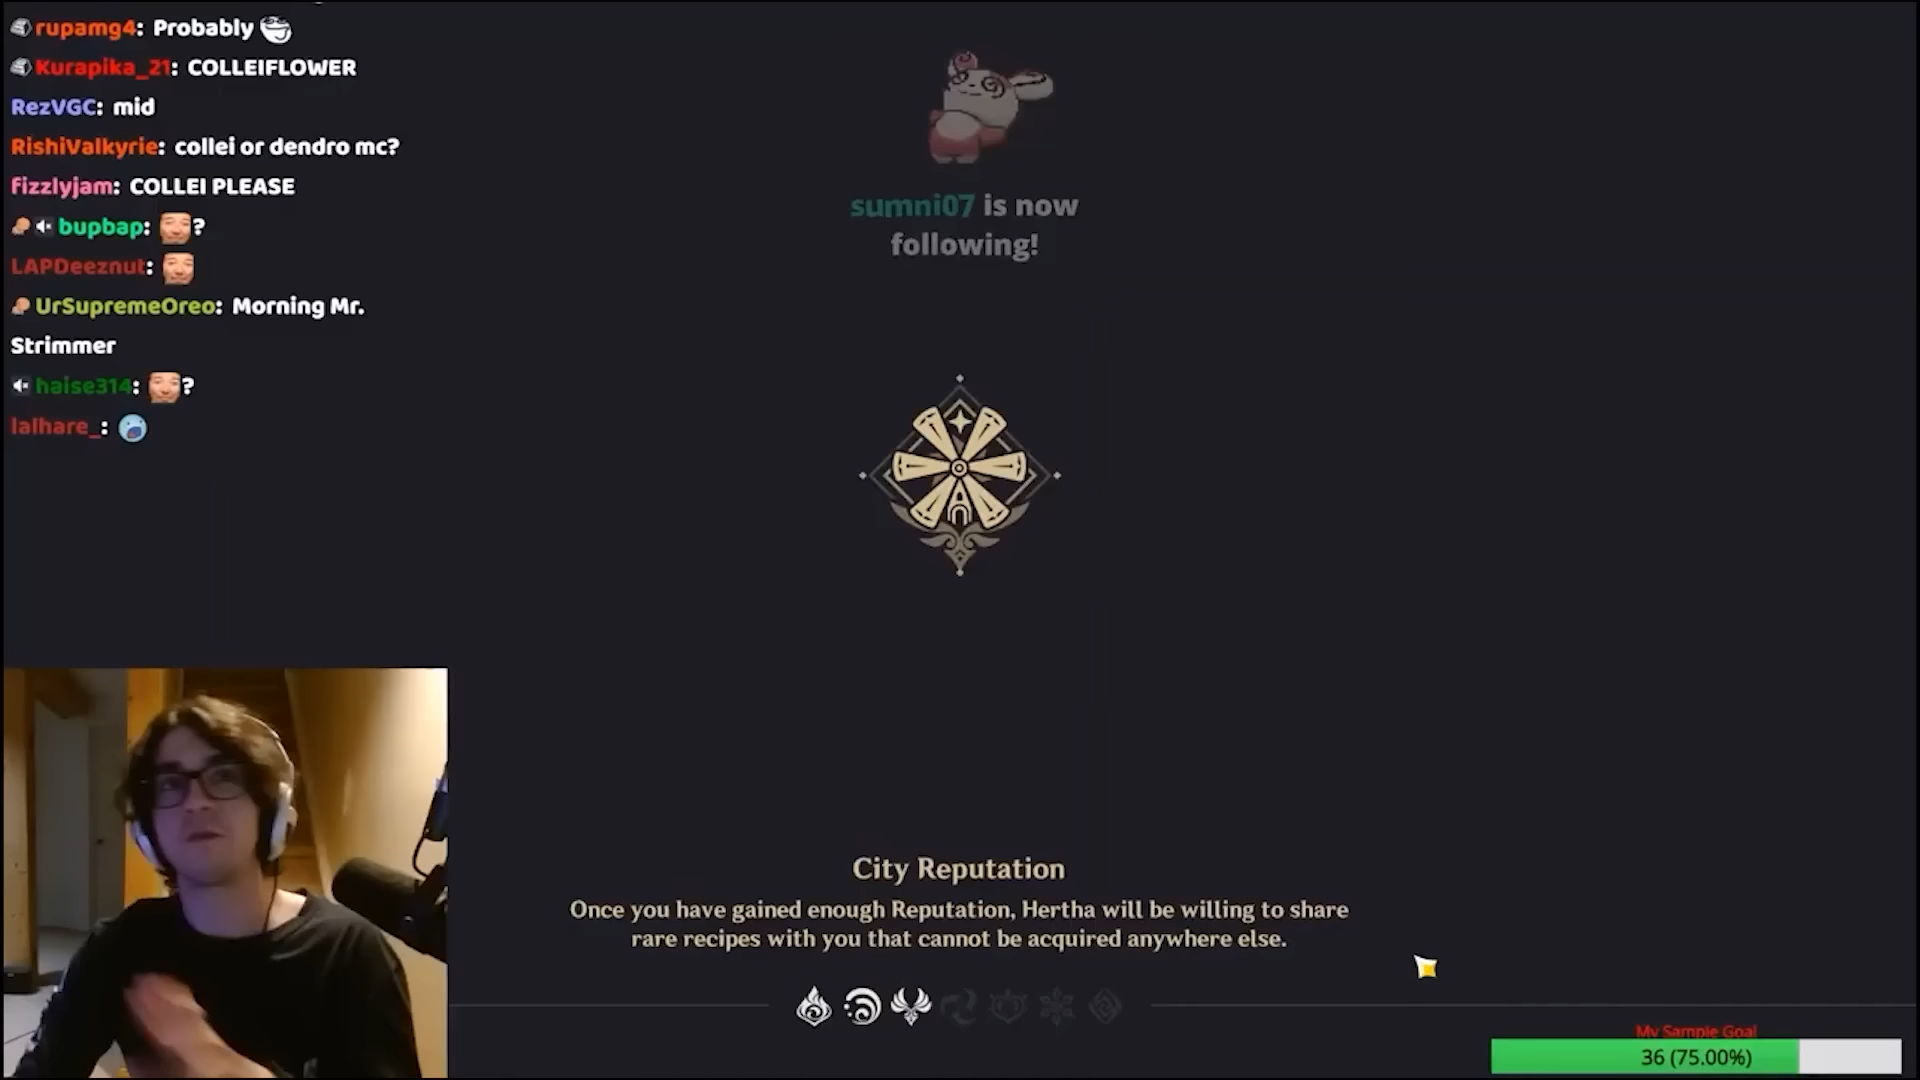 rupamg4: Probably
Kurapika_21: COLLEIFLOWER
RezVGC: mid
RishiValkyrie: collei or dendro mc?
fizzlyjam: COLLEI PLEASE
bupbap: ?
LAPDeeznut:
UrSupremeOreo: Morning Mr.
Strimmer
haise314: ?
lalhare_:
sumni07 is now
following!
City Reputation
Once you have gained enough Reputation, Hertha will be willing to share
rare recipes with you that cannot be acquired anywhere else.
My Sample Goal
36 (75.00%)